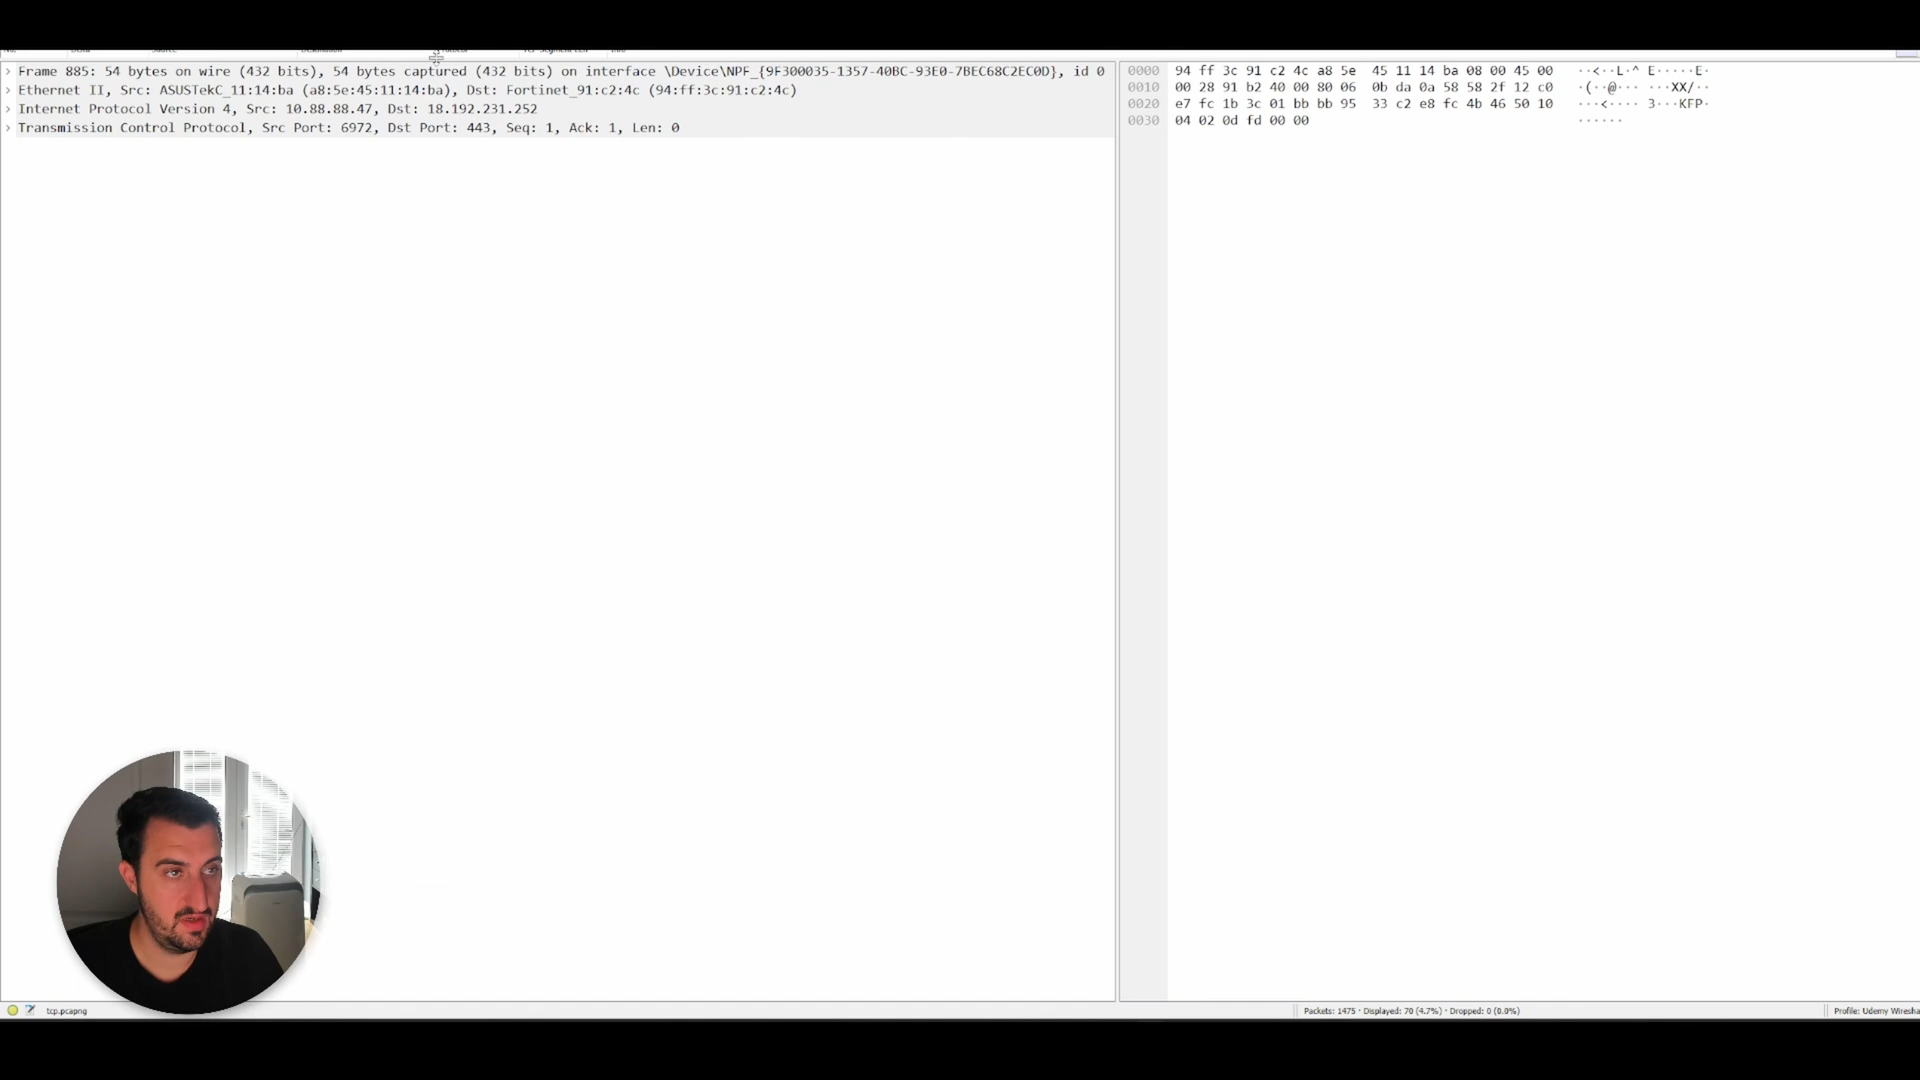 Frame 885: 54 bytes on wire (432 bits), 54 bytes captured (432 bits) on interface \Device\NPF_{9F300035-1357-40BC-93E0-7BEC68C2EC0D}, id 0
Ethernet II, Src: ASUSTekC_11:14:ba (a8:5e:45:11:14:ba), Dst: Fortinet_91:c2:4c (94:ff:3c:91:c2:4c)
Internet Protocol Version 4, Src: 10.88.88.47, Dst: 18.192.231.252
Transmission Control Protocol, Src Port: 6972, Dst Port: 443, Seq: 1, Ack: 1, Len: 0
0000 94 ff 3c 91 c2 4c a8 5e 45 11 14 ba 08 00 45 00 ··<··L·^ E·····E·
0010 00 28 91 b2 40 00 80 06 0b da 0a 58 58 2f 12 c0 ·(··@··· ···XX/··
0020 e7 fc 1b 3c 01 bb bb 95 33 c2 e8 fc 4b 46 50 10 ···<···· 3···KFP·
0030 04 02 0d fd 00 00 ······
tcp.pcapng
Packets: 1475 · Displayed: 70 (4.7%) · Dropped: 0 (0.0%)
Profile: Udemy Wiresha